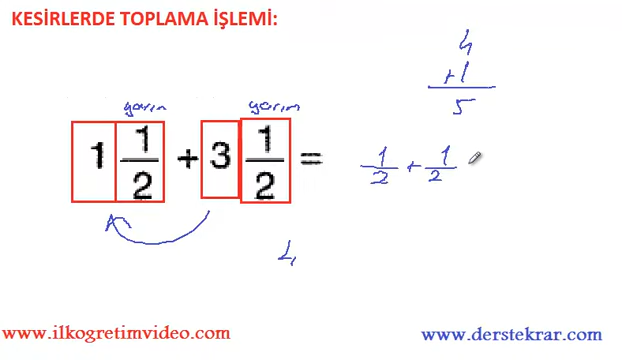 KESİRLERDE TOPLAMA İŞLEMİ:
4
+1
5
yarım yarım
1 1/2 + 3 1/2 = 1/2 + 1/2
4
www.ilkogretimvideo.com www.derstekrar.com